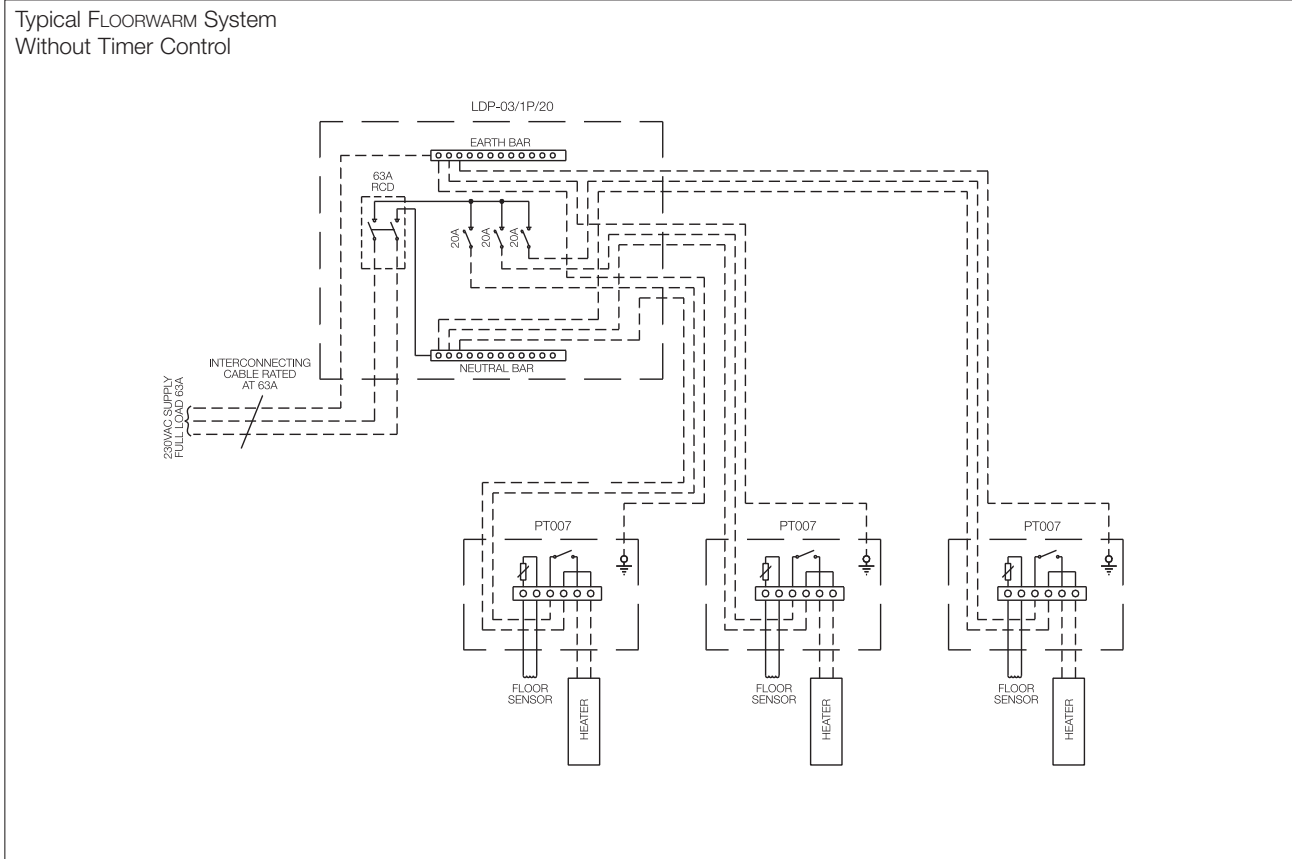 Typical FLOORWARM System
Without Timer Control
LDP-03/1P/20
EARTH BAR
63A
RCD
20A
20A
20A
NEUTRAL BAR
INTERCONNECTING
CABLE RATED
AT 63A
230VAC SUPPLY
FULL LOAD 63A
PT007
PT007
PT007
FLOOR
SENSOR
HEATER
FLOOR
SENSOR
HEATER
FLOOR
SENSOR
HEATER